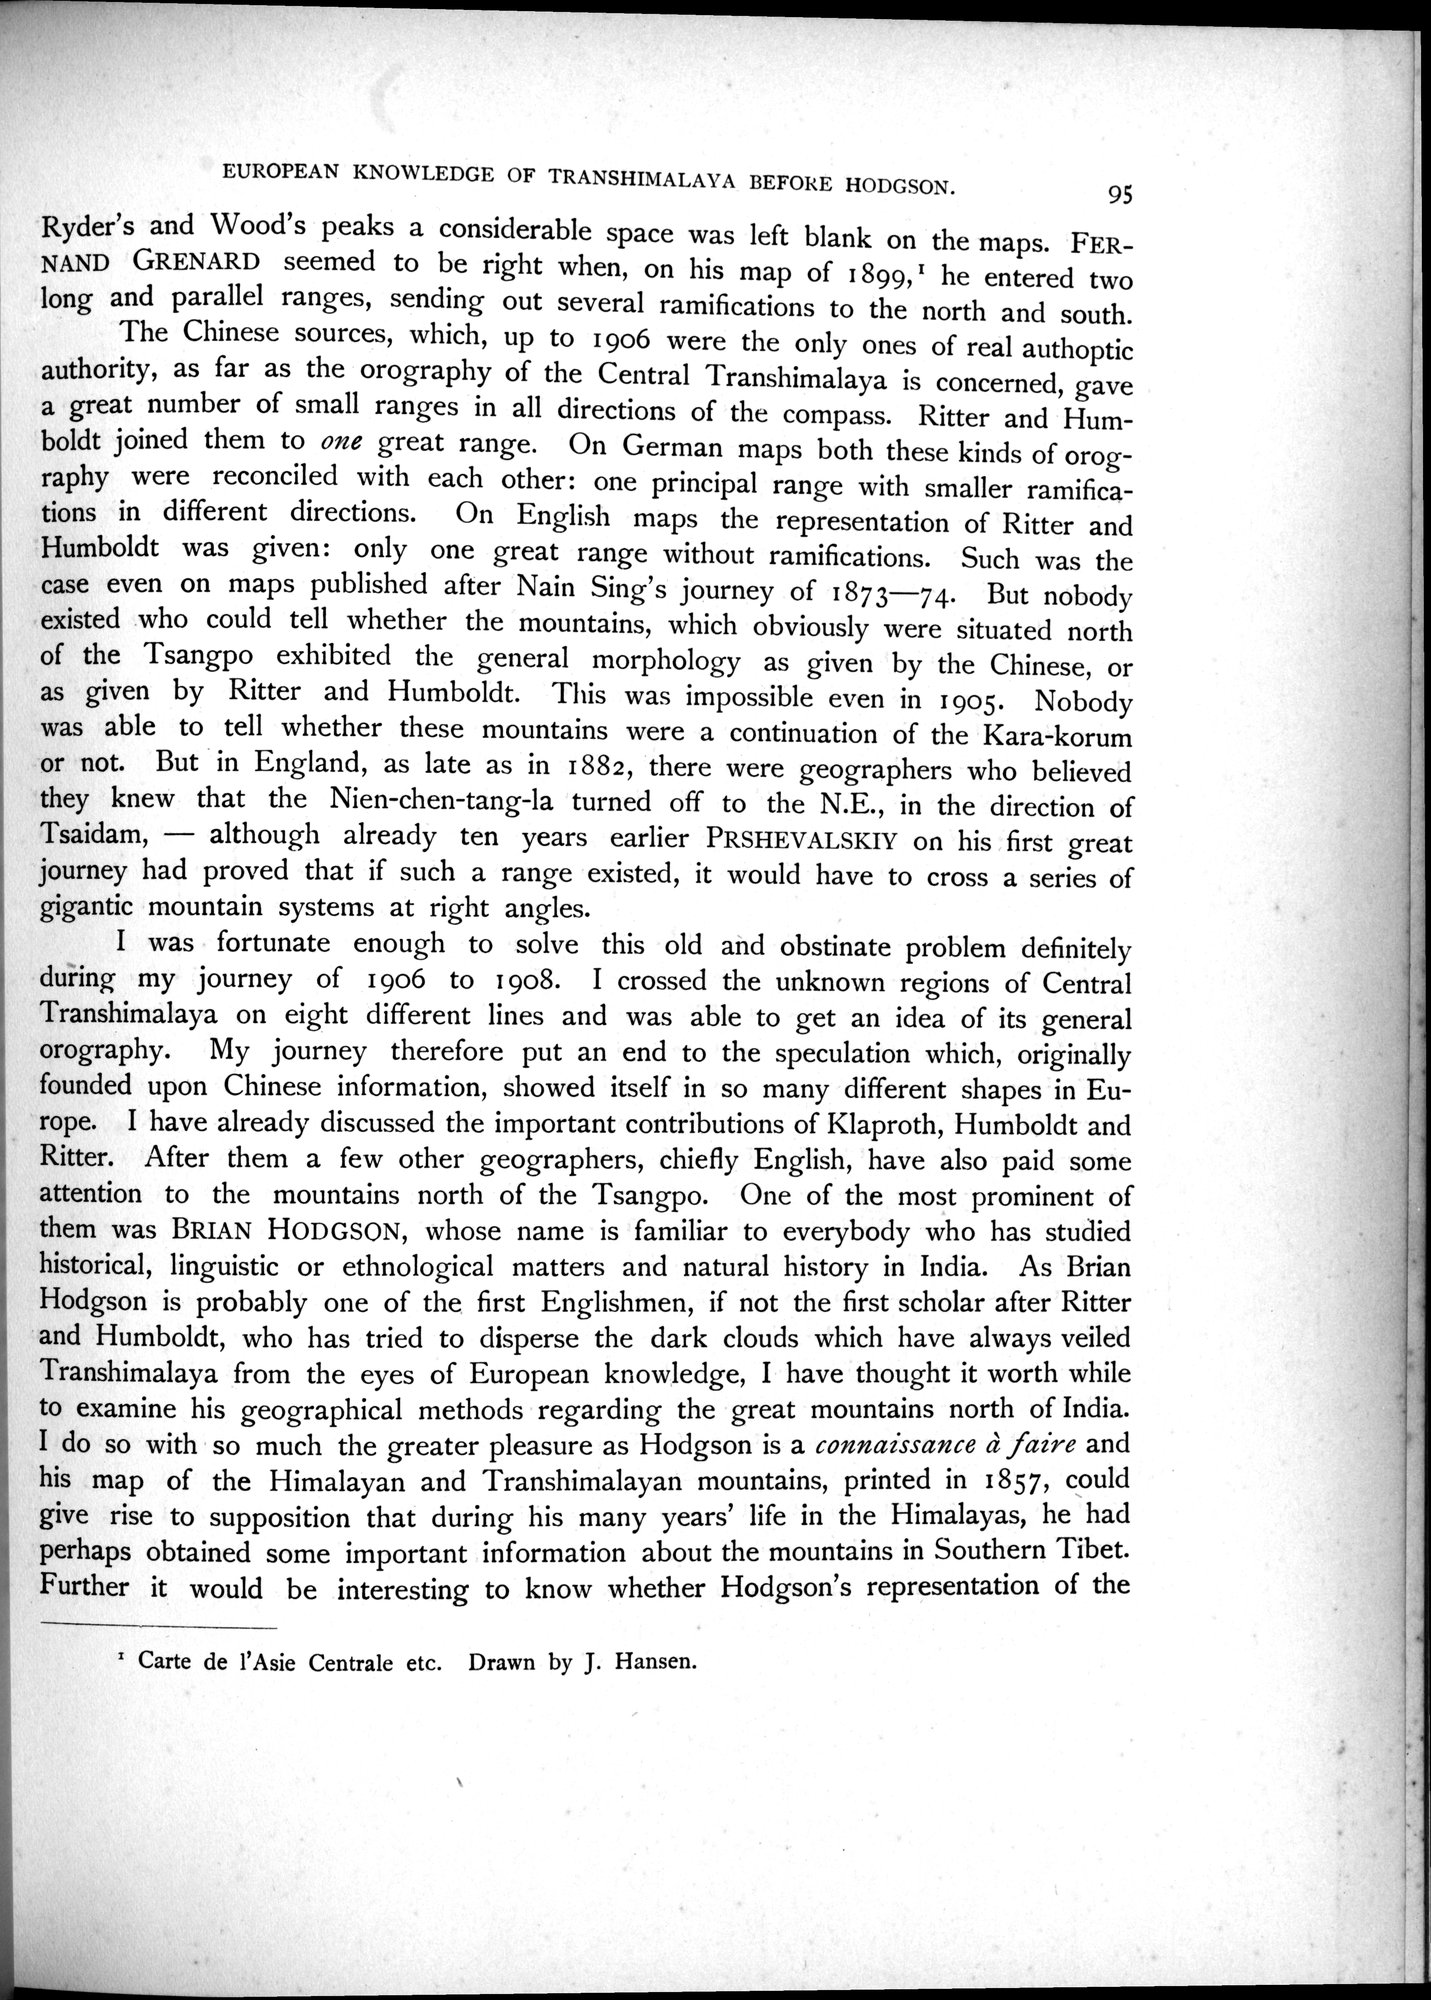 EUROPEAN KNOWLEDGE OF TRANSHIMALAYA BEFORE HODGSON. 95
Ryder's and Wood's peaks a considerable space was left blank on the maps. FER-
NAND GRENARD seemed to be right when, on his map of 1899,¹ he entered two
long and parallel ranges, sending out several ramifications to the north and south.
The Chinese sources, which, up to 1906 were the only ones of real authoptic
authority, as far as the orography of the Central Transhimalaya is concerned, gave
a great number of small ranges in all directions of the compass. Ritter and Hum-
boldt joined them to one great range. On German maps both these kinds of orog-
raphy were reconciled with each other: one principal range with smaller ramifica-
tions in different directions. On English maps the representation of Ritter and
Humboldt was given: only one great range without ramifications. Such was the
case even on maps published after Nain Sing's journey of 1873—74. But nobody
existed who could tell whether the mountains, which obviously were situated north
of the Tsangpo exhibited the general morphology as given by the Chinese, or
as given by Ritter and Humboldt. This was impossible even in 1905. Nobody
was able to tell whether these mountains were a continuation of the Kara-korum
or not. But in England, as late as in 1882, there were geographers who believed
they knew that the Nien-chen-tang-la turned off to the N.E., in the direction of
Tsaidam, — although already ten years earlier PRSHEVALSKIY on his first great
journey had proved that if such a range existed, it would have to cross a series of
gigantic mountain systems at right angles.
I was fortunate enough to solve this old and obstinate problem definitely
during my journey of 1906 to 1908. I crossed the unknown regions of Central
Transhimalaya on eight different lines and was able to get an idea of its general
orography. My journey therefore put an end to the speculation which, originally
founded upon Chinese information, showed itself in so many different shapes in Eu-
rope. I have already discussed the important contributions of Klaproth, Humboldt and
Ritter. After them a few other geographers, chiefly English, have also paid some
attention to the mountains north of the Tsangpo. One of the most prominent of
them was BRIAN HODGSON, whose name is familiar to everybody who has studied
historical, linguistic or ethnological matters and natural history in India. As Brian
Hodgson is probably one of the first Englishmen, if not the first scholar after Ritter
and Humboldt, who has tried to disperse the dark clouds which have always veiled
Transhimalaya from the eyes of European knowledge, I have thought it worth while
to examine his geographical methods regarding the great mountains north of India.
I do so with so much the greater pleasure as Hodgson is a connaissance à faire and
his map of the Himalayan and Transhimalayan mountains, printed in 1857, could
give rise to supposition that during his many years' life in the Himalayas, he had
perhaps obtained some important information about the mountains in Southern Tibet.
Further it would be interesting to know whether Hodgson's representation of the
¹ Carte de l'Asie Centrale etc. Drawn by J. Hansen.